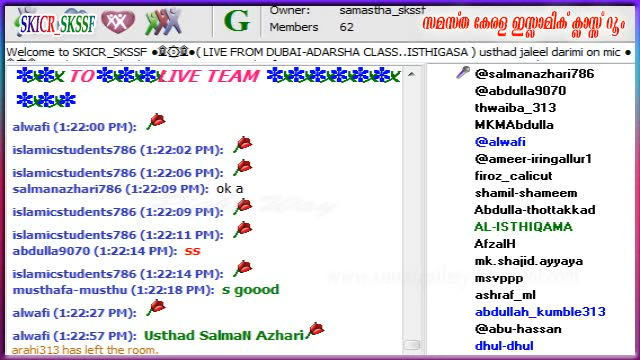 SKICR_SKSSF
G
Owner: samastha_skssf
Members 62
സമസ്ത കേരള ഇസ്ലാമിക് ക്ലാസ്സ് റൂം
Welcome to SKICR_SKSSF ●۩۞۩●( LIVE FROM DUBAI-ADARSHA CLASS..ISTHIGASA ) usthad jaleel darimi on mic ●
TO LIVE TEAM
alwafi (1:22:00 PM):
islamicstudents786 (1:22:02 PM):
islamicstudents786 (1:22:06 PM):
salmanazhari786 (1:22:09 PM): ok a
islamicstudents786 (1:22:09 PM):
islamicstudents786 (1:22:11 PM):
abdulla9070 (1:22:14 PM): ss
islamicstudents786 (1:22:14 PM):
musthafa-musthu (1:22:18 PM): s goood
alwafi (1:22:27 PM):
alwafi (1:22:57 PM): Usthad SalmaN Azhari
arahi313 has left the room.
@salmanazhari786
@abdulla9070
thwaiba_313
MKMAbdulla
@alwafi
@ameer-iringallur1
firoz_calicut
shamil-shameem
Abdulla-thottakkad
AL-ISTHIQAMA
AfzalH
mk.shajid.ayyaya
msvppp
ashraf_ml
abdullah_kumble313
@abu-hassan
dhul-dhul